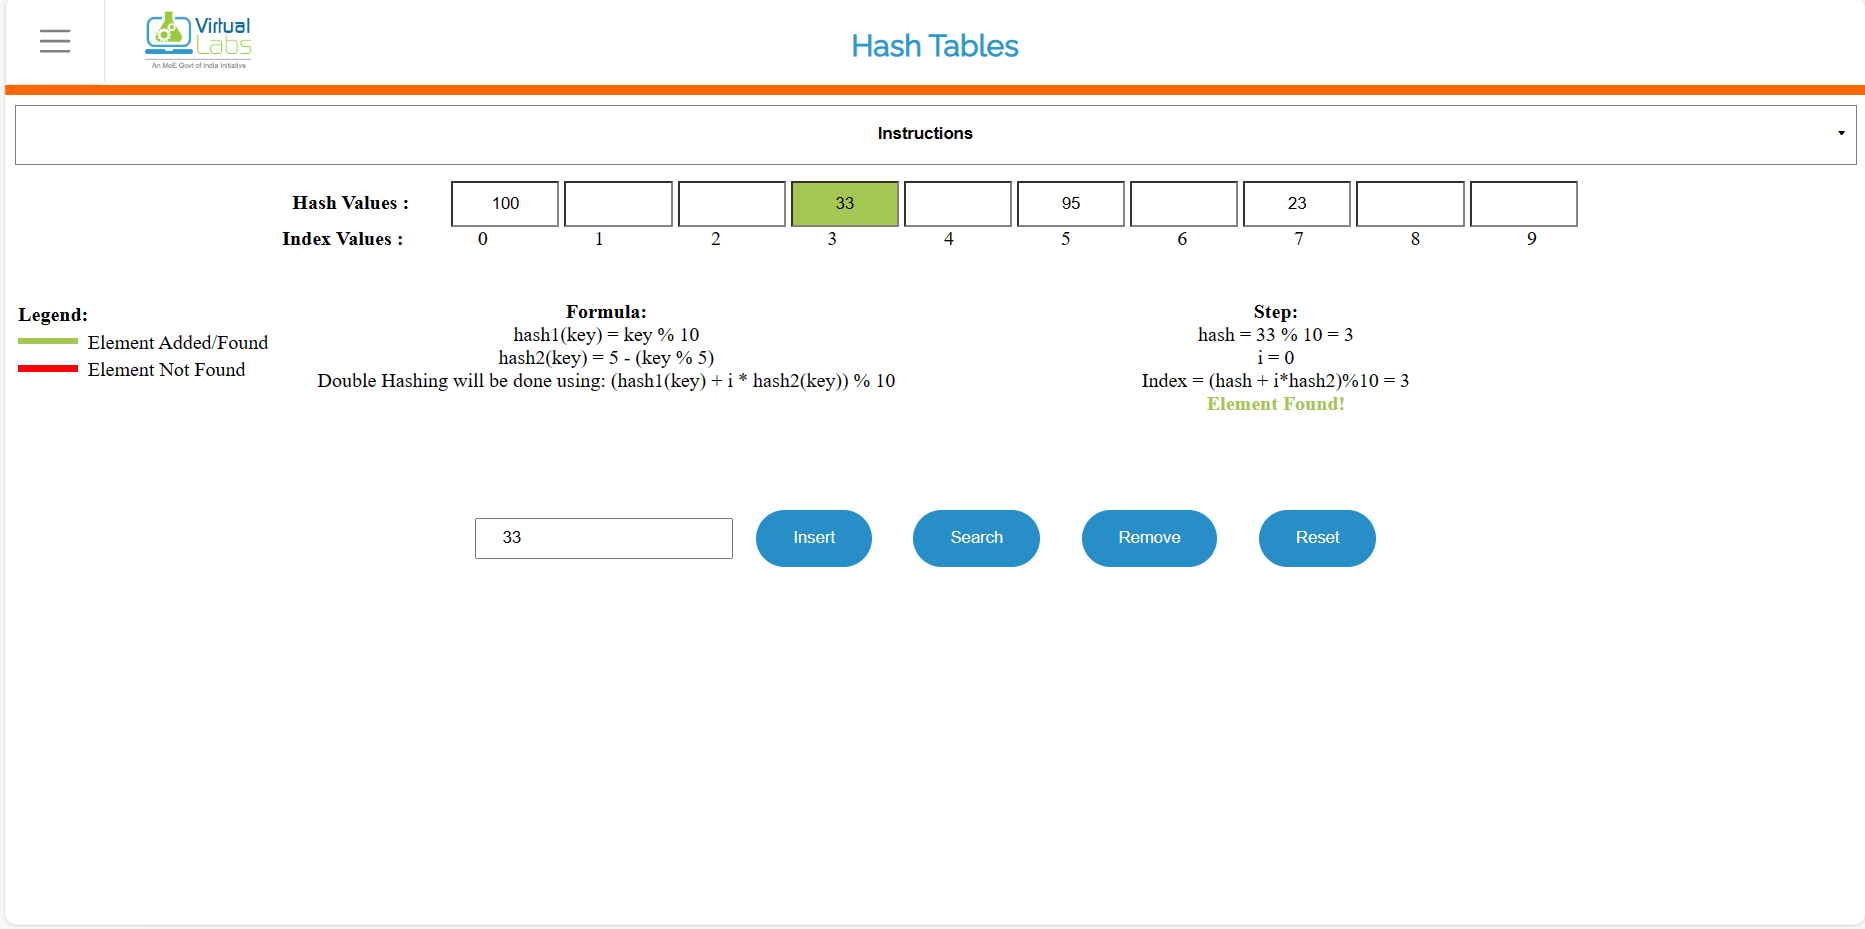 Virtual
Labs
An MoE Govt of India Initiative
Hash Tables
Instructions
Hash Values : 100 33 95 23
Index Values : 0 1 2 3 4 5 6 7 8 9
Legend:
Element Added/Found
Element Not Found
Formula:
hash1(key) = key % 10
hash2(key) = 5 - (key % 5)
Double Hashing will be done using: (hash1(key) + i * hash2(key)) % 10
Step:
hash = 33 % 10 = 3
i = 0
Index = (hash + i*hash2)%10 = 3
Element Found!
33 Insert Search Remove Reset